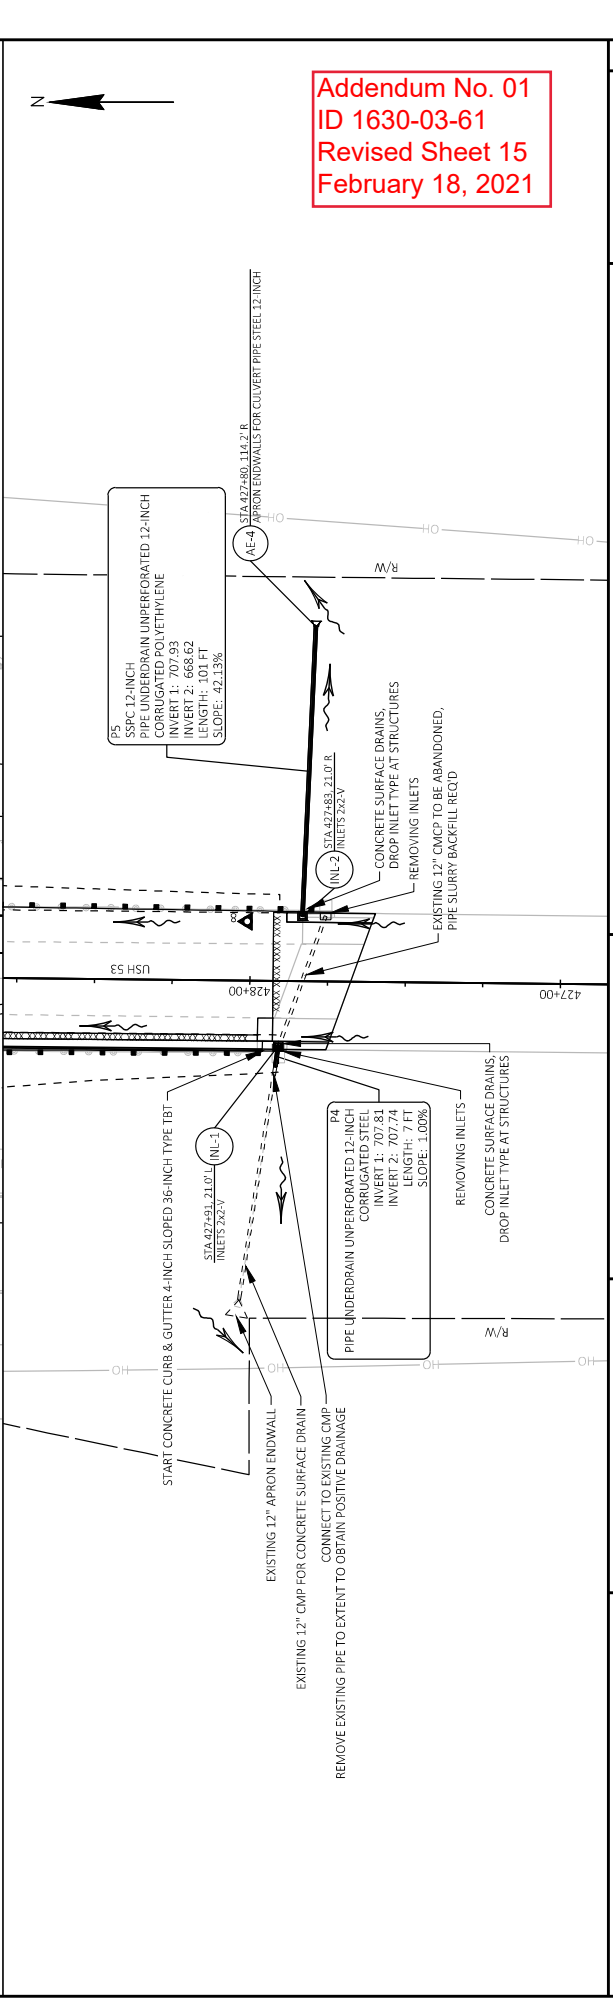 Addendum No. 01
ID 1630-03-61
Revised Sheet 15
February 18, 2021
N
STA 427+80, 114.2' R
APRON ENDWALLS FOR CULVERT PIPE STEEL 12-INCH
AE-4
P5
SSPC 12-INCH
PIPE UNDERDRAIN UNPERFORATED 12-INCH
CORRUGATED POLYETHYLENE
INVERT 1: 707.93
INVERT 2: 668.62
LENGTH: 101 FT
SLOPE: 42.13%
OH
OH
OH
R/W
STA 427+83, 21.0' R
INLETS 2x2-V
INL-2
CONCRETE SURFACE DRAINS,
DROP INLET TYPE AT STRUCTURES
REMOVING INLETS
EXISTING 12" CMCP TO BE ABANDONED,
PIPE SLURRY BACKFILL REQ'D
8
USH 53
428+00
427+00
START CONCRETE CURB & GUTTER 4-INCH SLOPED 36-INCH TYPE TBT
INL-1
STA 427+91, 21.0' L
INLETS 2x2-V
P4
PIPE UNDERDRAIN UNPERFORATED 12-INCH
CORRUGATED STEEL
INVERT 1: 707.81
INVERT 2: 707.74
LENGTH: 7 FT
SLOPE: 1.00%
REMOVING INLETS
CONCRETE SURFACE DRAINS,
DROP INLET TYPE AT STRUCTURES
R/W
OH
OH
OH
OH
EXISTING 12" APRON ENDWALL
EXISTING 12" CMP FOR CONCRETE SURFACE DRAIN
CONNECT TO EXISTING CMP
REMOVE EXISTING PIPE TO EXTENT TO OBTAIN POSITIVE DRAINAGE